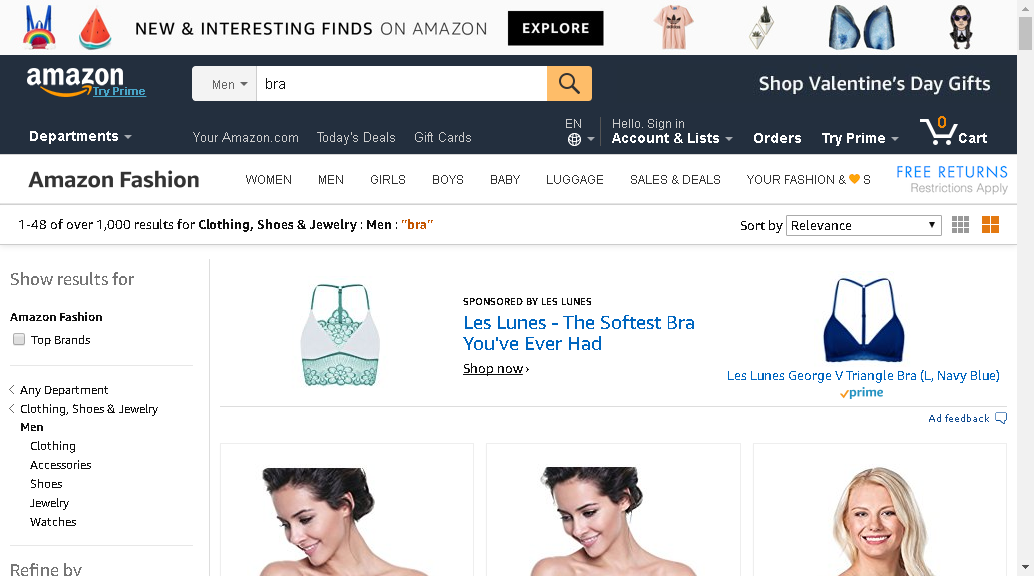 NEW & INTERESTING FINDS ON AMAZON EXPLORE
amazon
Try Prime
Men
bra
Shop Valentine's Day Gifts
Departments
Your Amazon.com Today's Deals Gift Cards
EN
Hello. Sign in
Account & Lists
Orders
Try Prime
0
Cart
Amazon Fashion
WOMEN MEN GIRLS BOYS BABY LUGGAGE SALES & DEALS YOUR FASHION & 🧡 S
FREE RETURNS
Restrictions Apply
1-48 of over 1,000 results for Clothing, Shoes & Jewelry : Men : "bra"
Sort by Relevance
Show results for
Amazon Fashion
Top Brands
Any Department
Clothing, Shoes & Jewelry
Men
Clothing
Accessories
Shoes
Jewelry
Watches
Refine by
SPONSORED BY LES LUNES
Les Lunes - The Softest Bra
You've Ever Had
Shop now ›
Les Lunes George V Triangle Bra (L, Navy Blue)
prime
Ad feedback